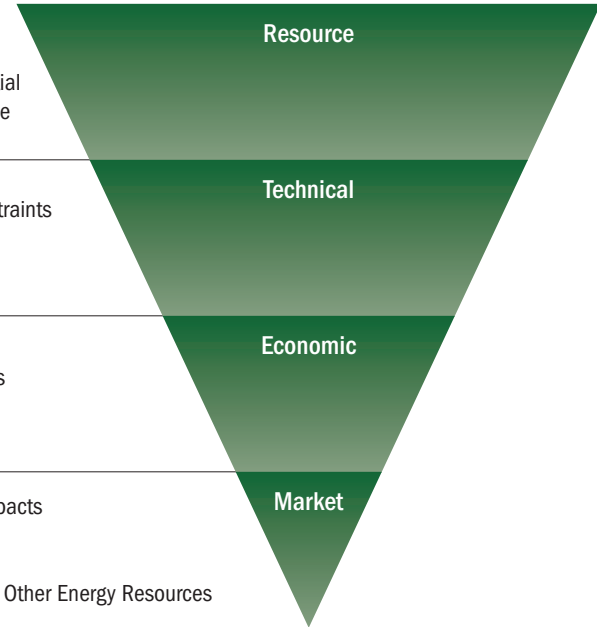 Resource
ial
e
Technical
traints
Economic
s
Market
pacts
Other Energy Resources